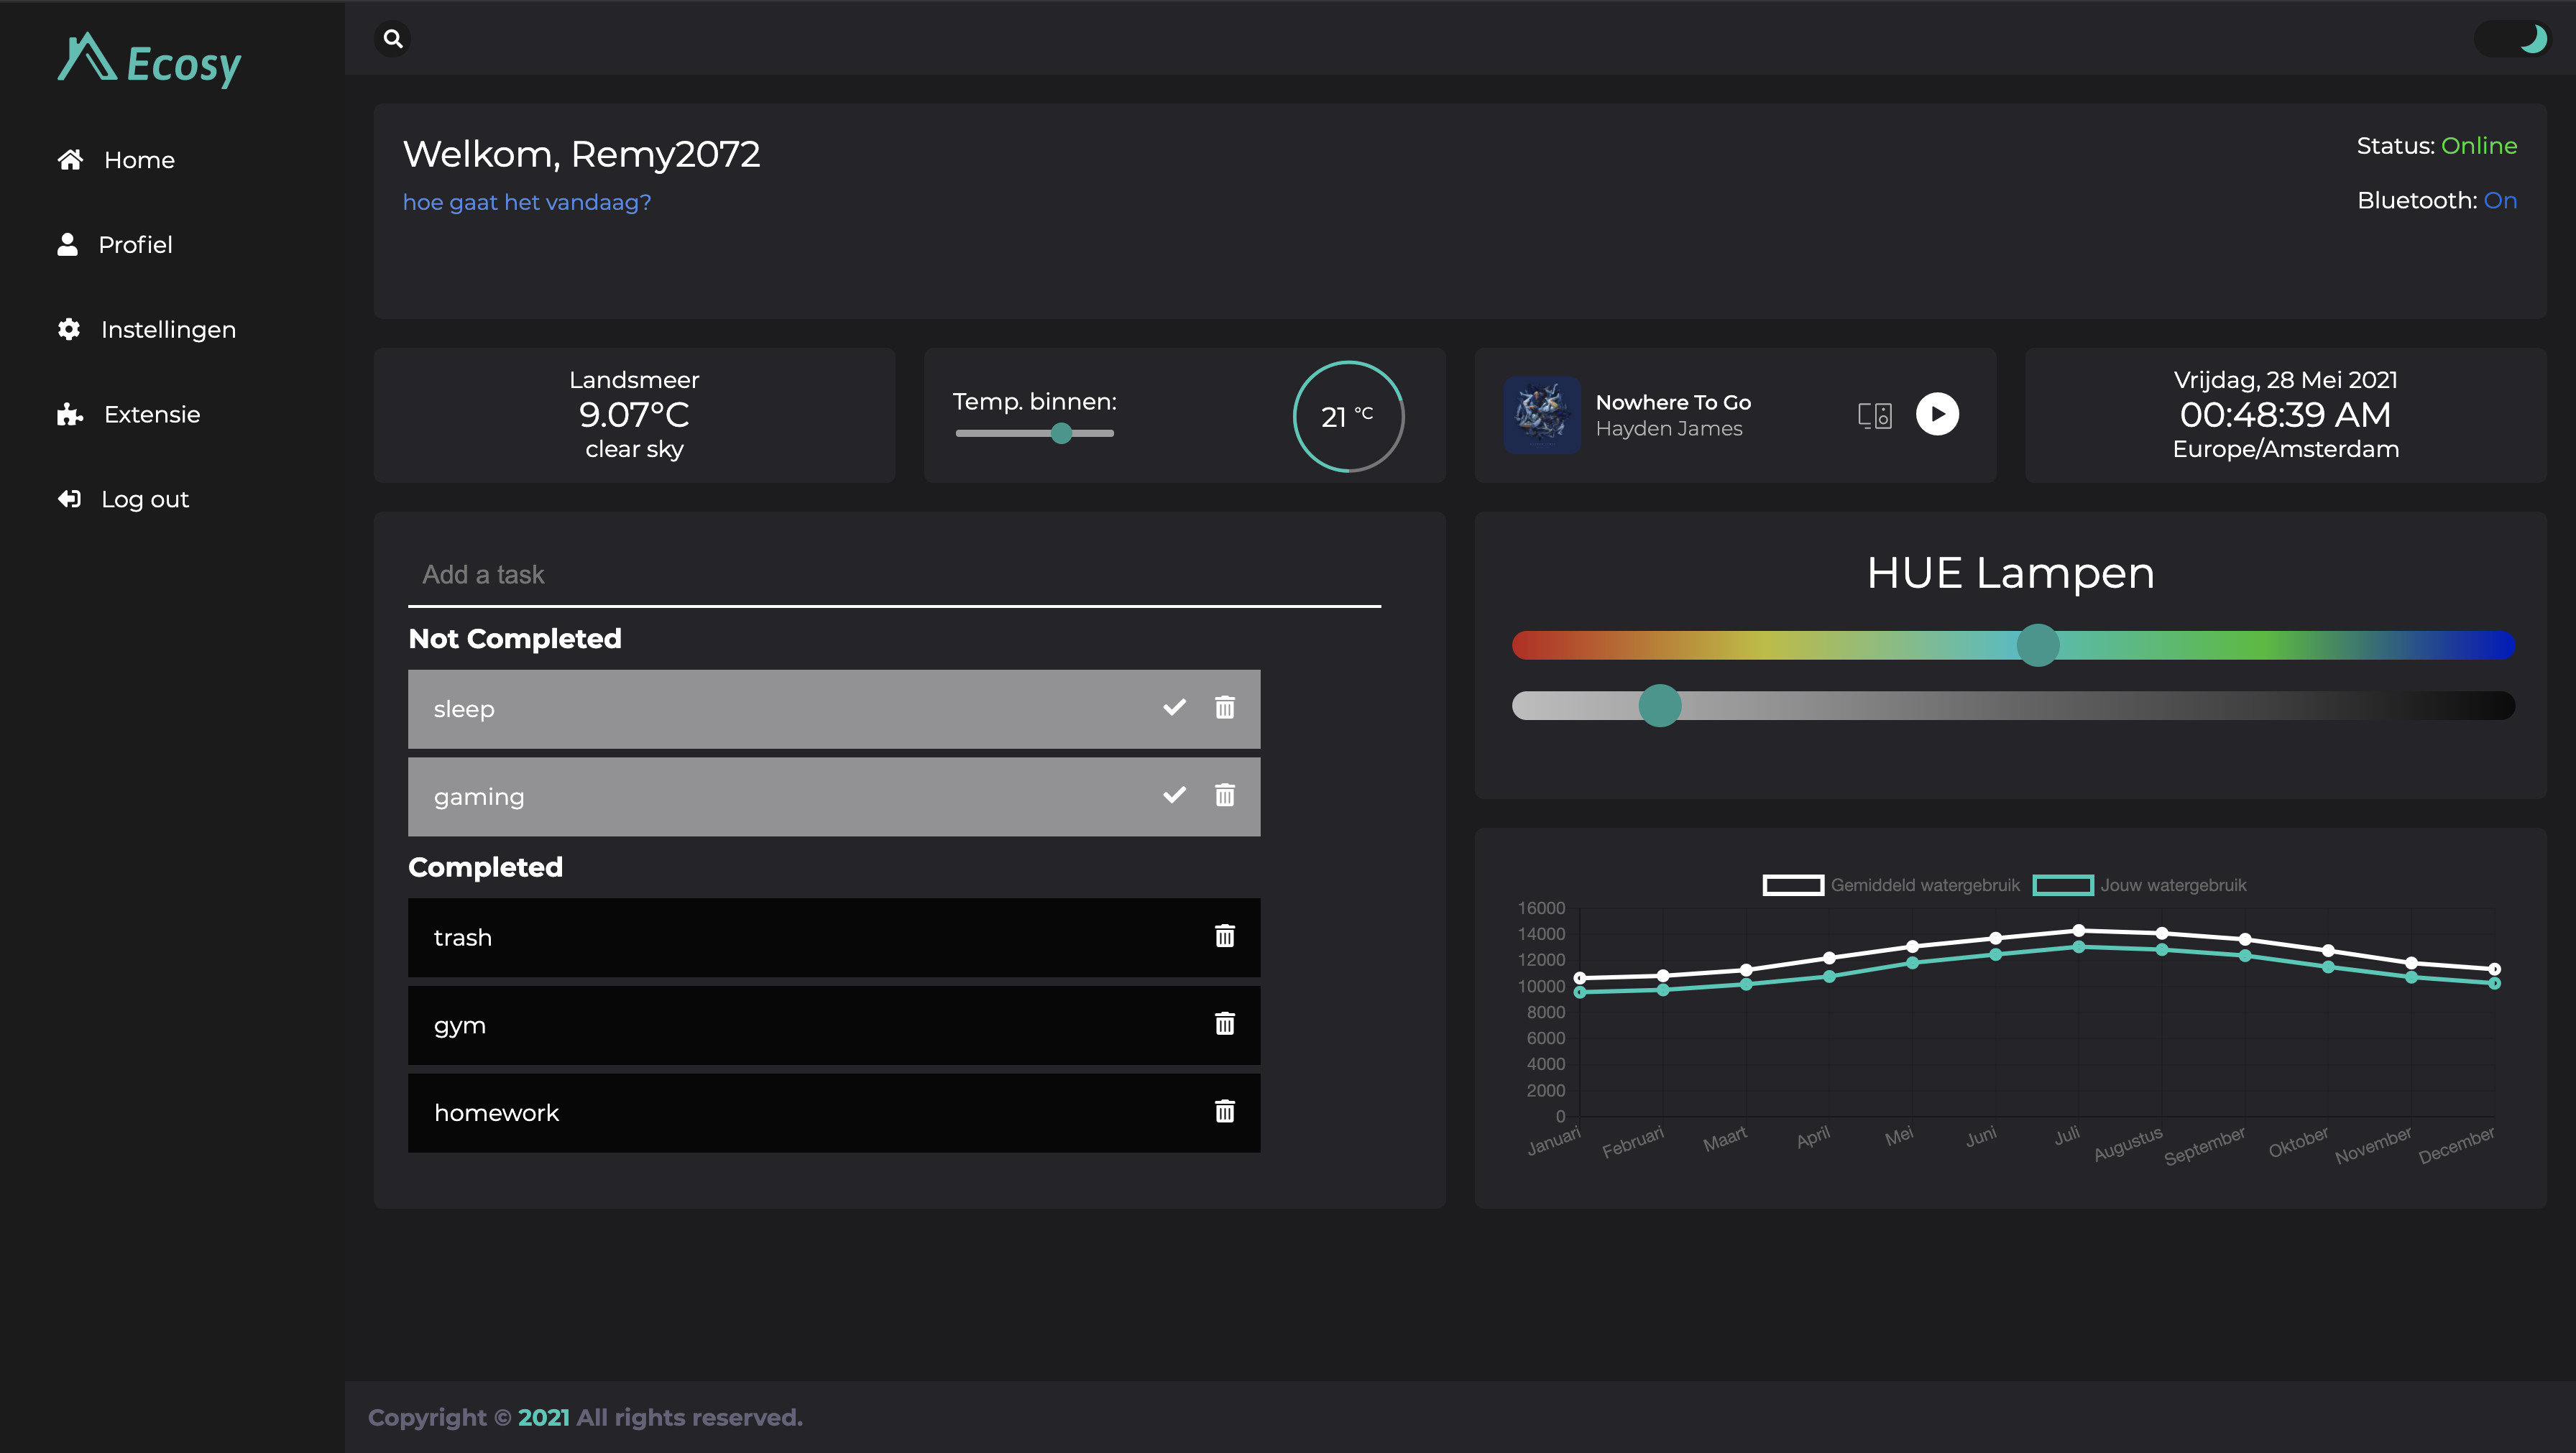 Ecosy
Home
Profiel
Instellingen
Extensie
Log out
Welkom, Remy2072
hoe gaat het vandaag?
Status: Online
Bluetooth: On
Landsmeer
9.07°C
clear sky
Temp. binnen:
21 °C
Nowhere To Go
Hayden James
Vrijdag, 28 Mei 2021
00:48:39 AM
Europe/Amsterdam
Add a task
Not Completed
sleep
gaming
Completed
trash
gym
homework
HUE Lampen
Gemiddeld watergebruik Jouw watergebruik
16000
14000
12000
10000
8000
6000
4000
2000
0
Januari Februari Maart April Mei Juni Juli Augustus September Oktober November December
Copyright © 2021 All rights reserved.